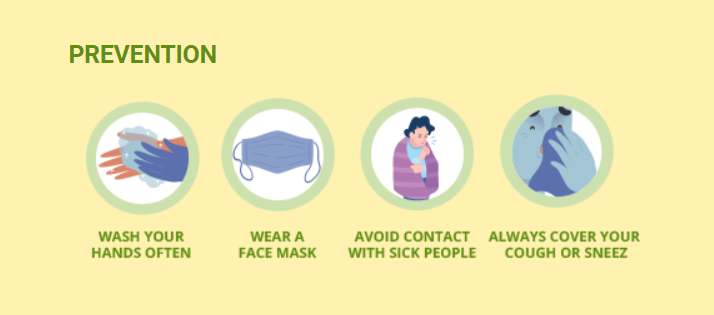 PREVENTION
WASH YOUR
HANDS OFTEN
WEAR A
FACE MASK
AVOID CONTACT
WITH SICK PEOPLE
ALWAYS COVER YOUR
COUGH OR SNEEZ